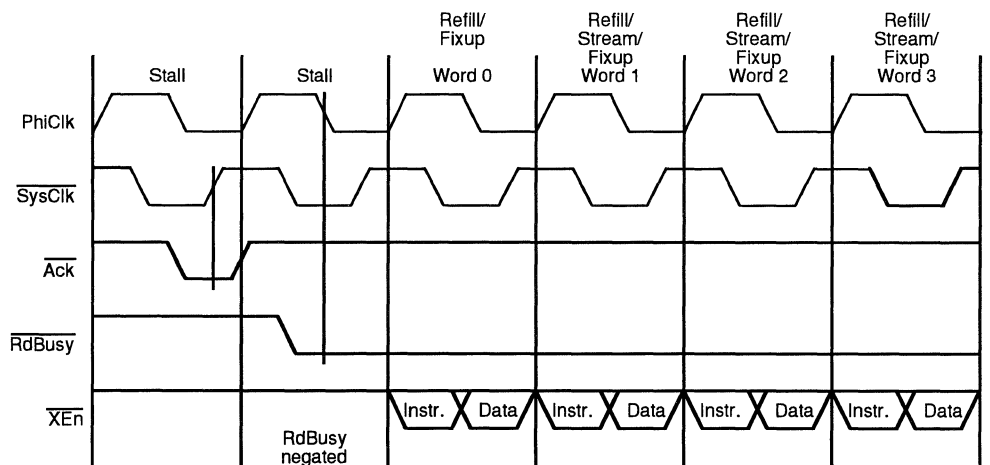 Refill/
Fixup
Word 0
Refill/
Stream/
Fixup
Word 1
Refill/
Stream/
Fixup
Word 2
Refill/
Stream/
Fixup
Word 3
Stall
Stall
PhiClk
SysClk
Ack
RdBusy
XEn
Instr. Data Instr. Data Instr. Data Instr. Data
RdBusy
negated